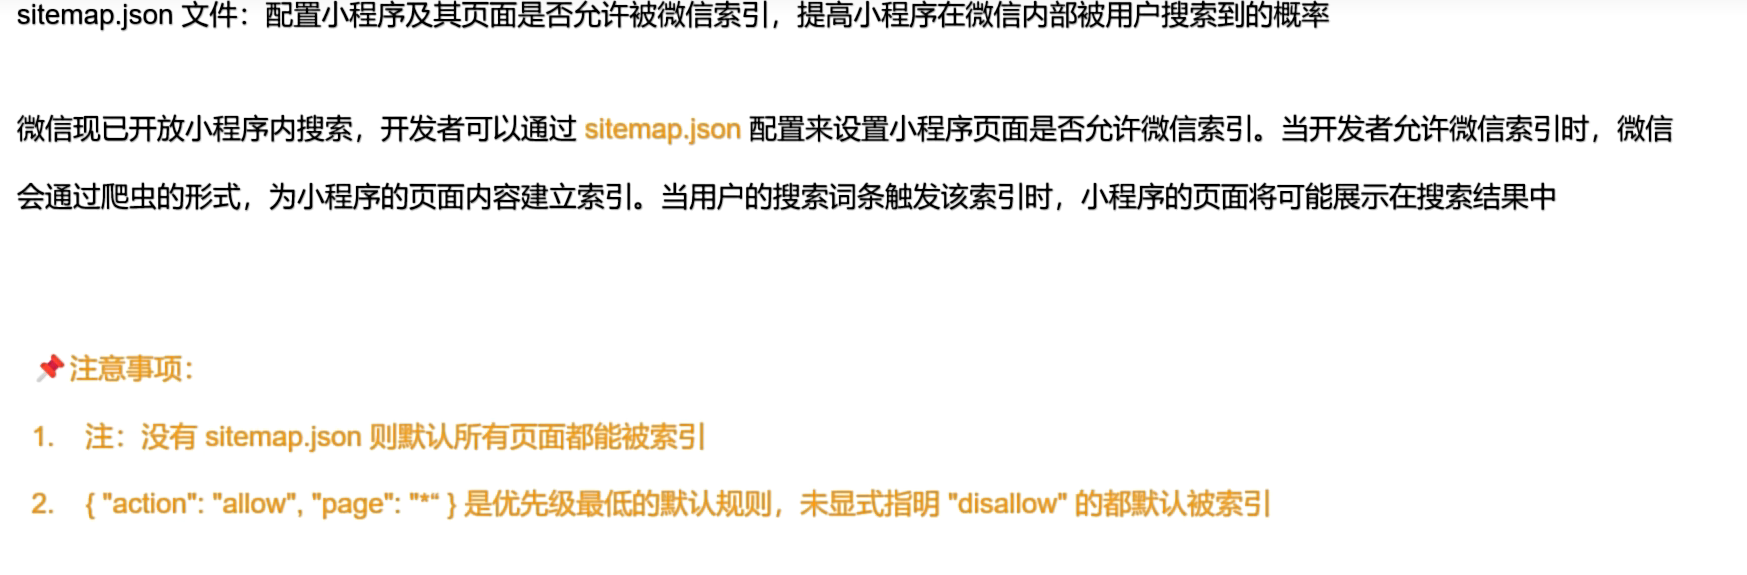 sitemap.json 文件：配置小程序及其页面是否允许被微信索引，提高小程序在微信内部被用户搜索到的概率
微信现已开放小程序内搜索，开发者可以通过 sitemap.json 配置来设置小程序页面是否允许微信索引。当开发者允许微信索引时，微信
会通过爬虫的形式，为小程序的页面内容建立索引。当用户的搜索词条触发该索引时，小程序的页面将可能展示在搜索结果中
📌注意事项：
1. 注：没有 sitemap.json 则默认所有页面都能被索引
2. { "action": "allow", "page": "*“ } 是优先级最低的默认规则，未显式指明 "disallow" 的都默认被索引